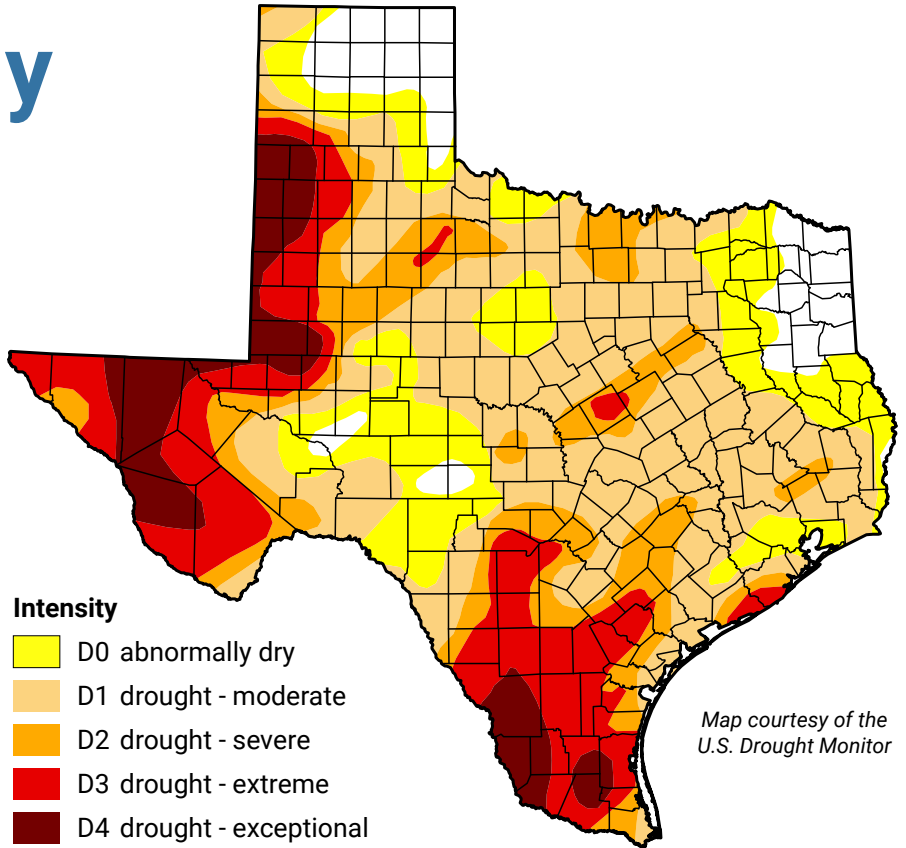 y
Intensity
D0 abnormally dry
D1 drought - moderate
D2 drought - severe
D3 drought - extreme
D4 drought - exceptional
Map courtesy of the
U.S. Drought Monitor